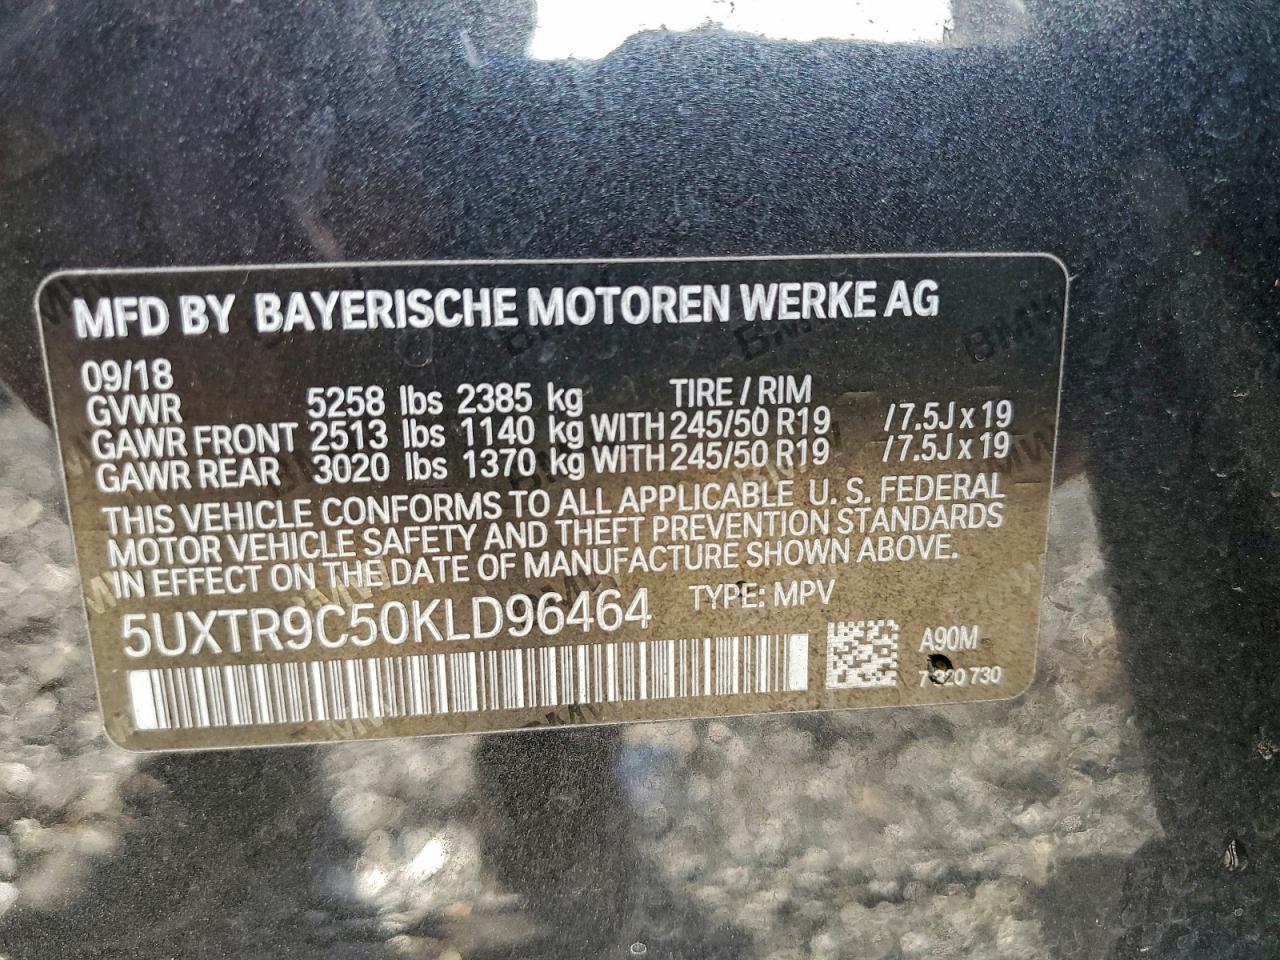 MFD BY BAYERISCHE MOTOREN WERKE AG
09/18
GVWR 5258 lbs 2385 kg TIRE / RIM
GAWR FRONT 2513 lbs 1140 kg WITH 245/50 R19 /7.5J x 19
GAWR REAR 3020 lbs 1370 kg WITH 245/50 R19 /7.5J x 19
THIS VEHICLE CONFORMS TO ALL APPLICABLE U. S. FEDERAL
MOTOR VEHICLE SAFETY AND THEFT PREVENTION STANDARDS
IN EFFECT ON THE DATE OF MANUFACTURE SHOWN ABOVE.
5UXTR9C50KLD96464 TYPE: MPV
A90M
7 320 730